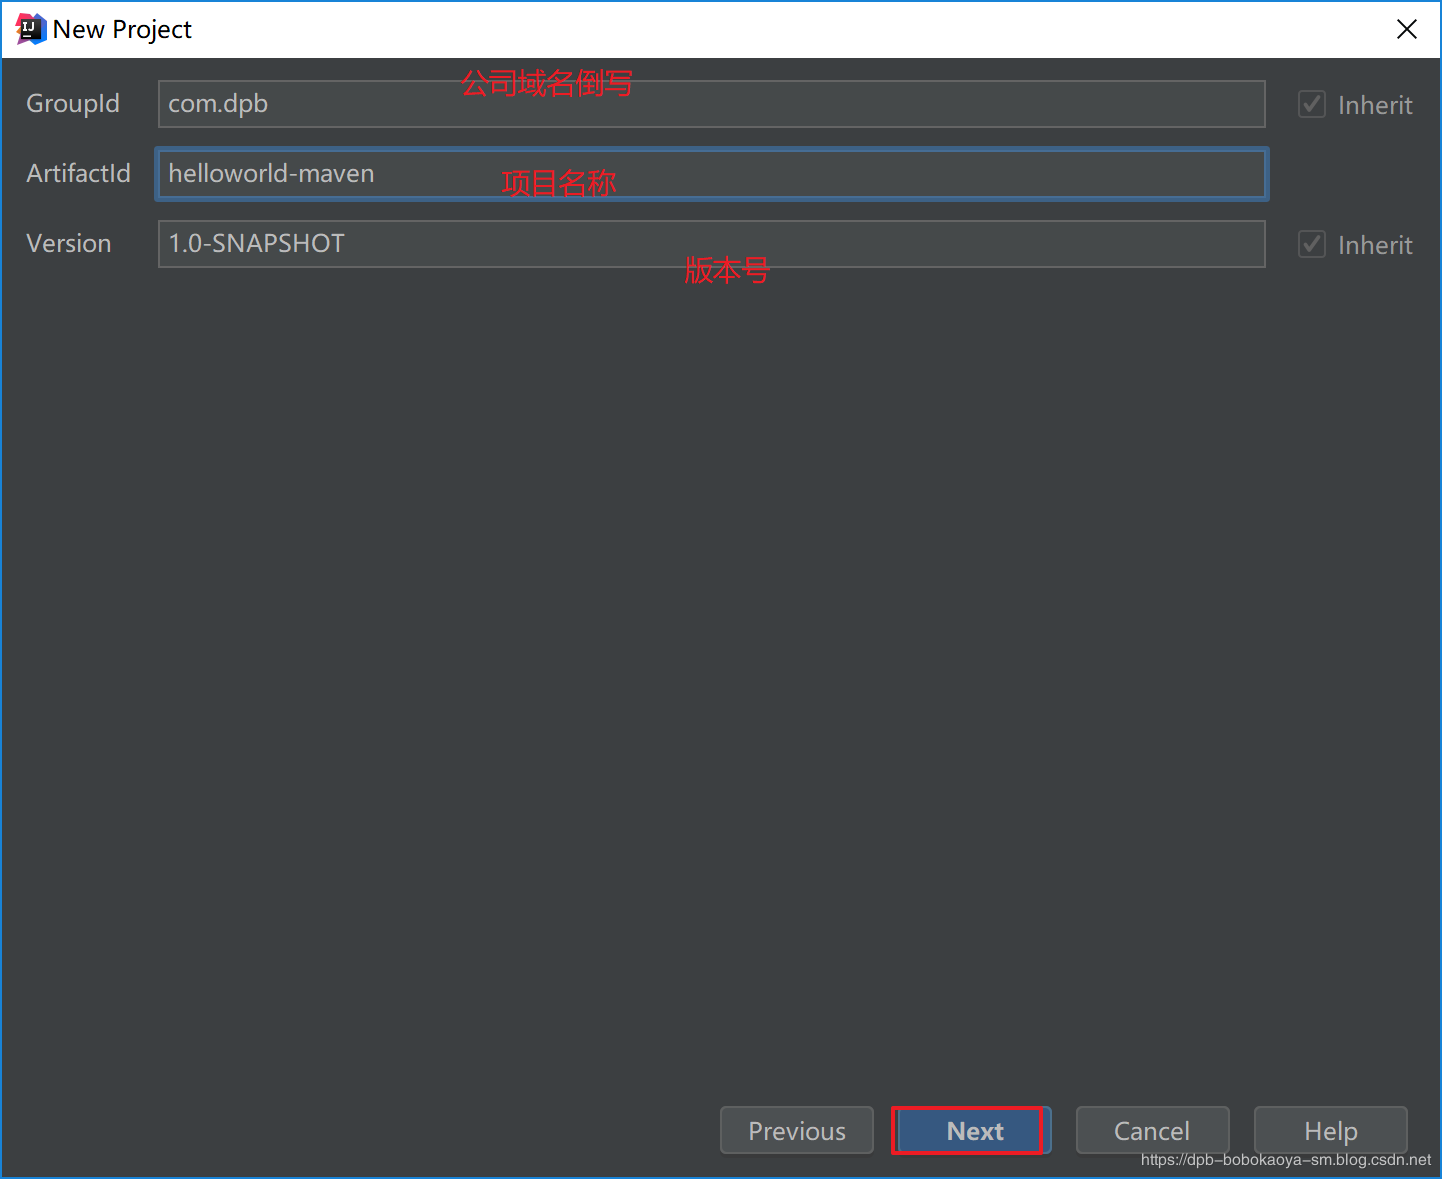 New Project
公司域名倒写
GroupId com.dpb Inherit
ArtifactId helloworld-maven 项目名称
Version 1.0-SNAPSHOT Inherit
版本号
Previous Next Cancel Help
https://dpb-bobokaoya-sm.blog.csdn.net